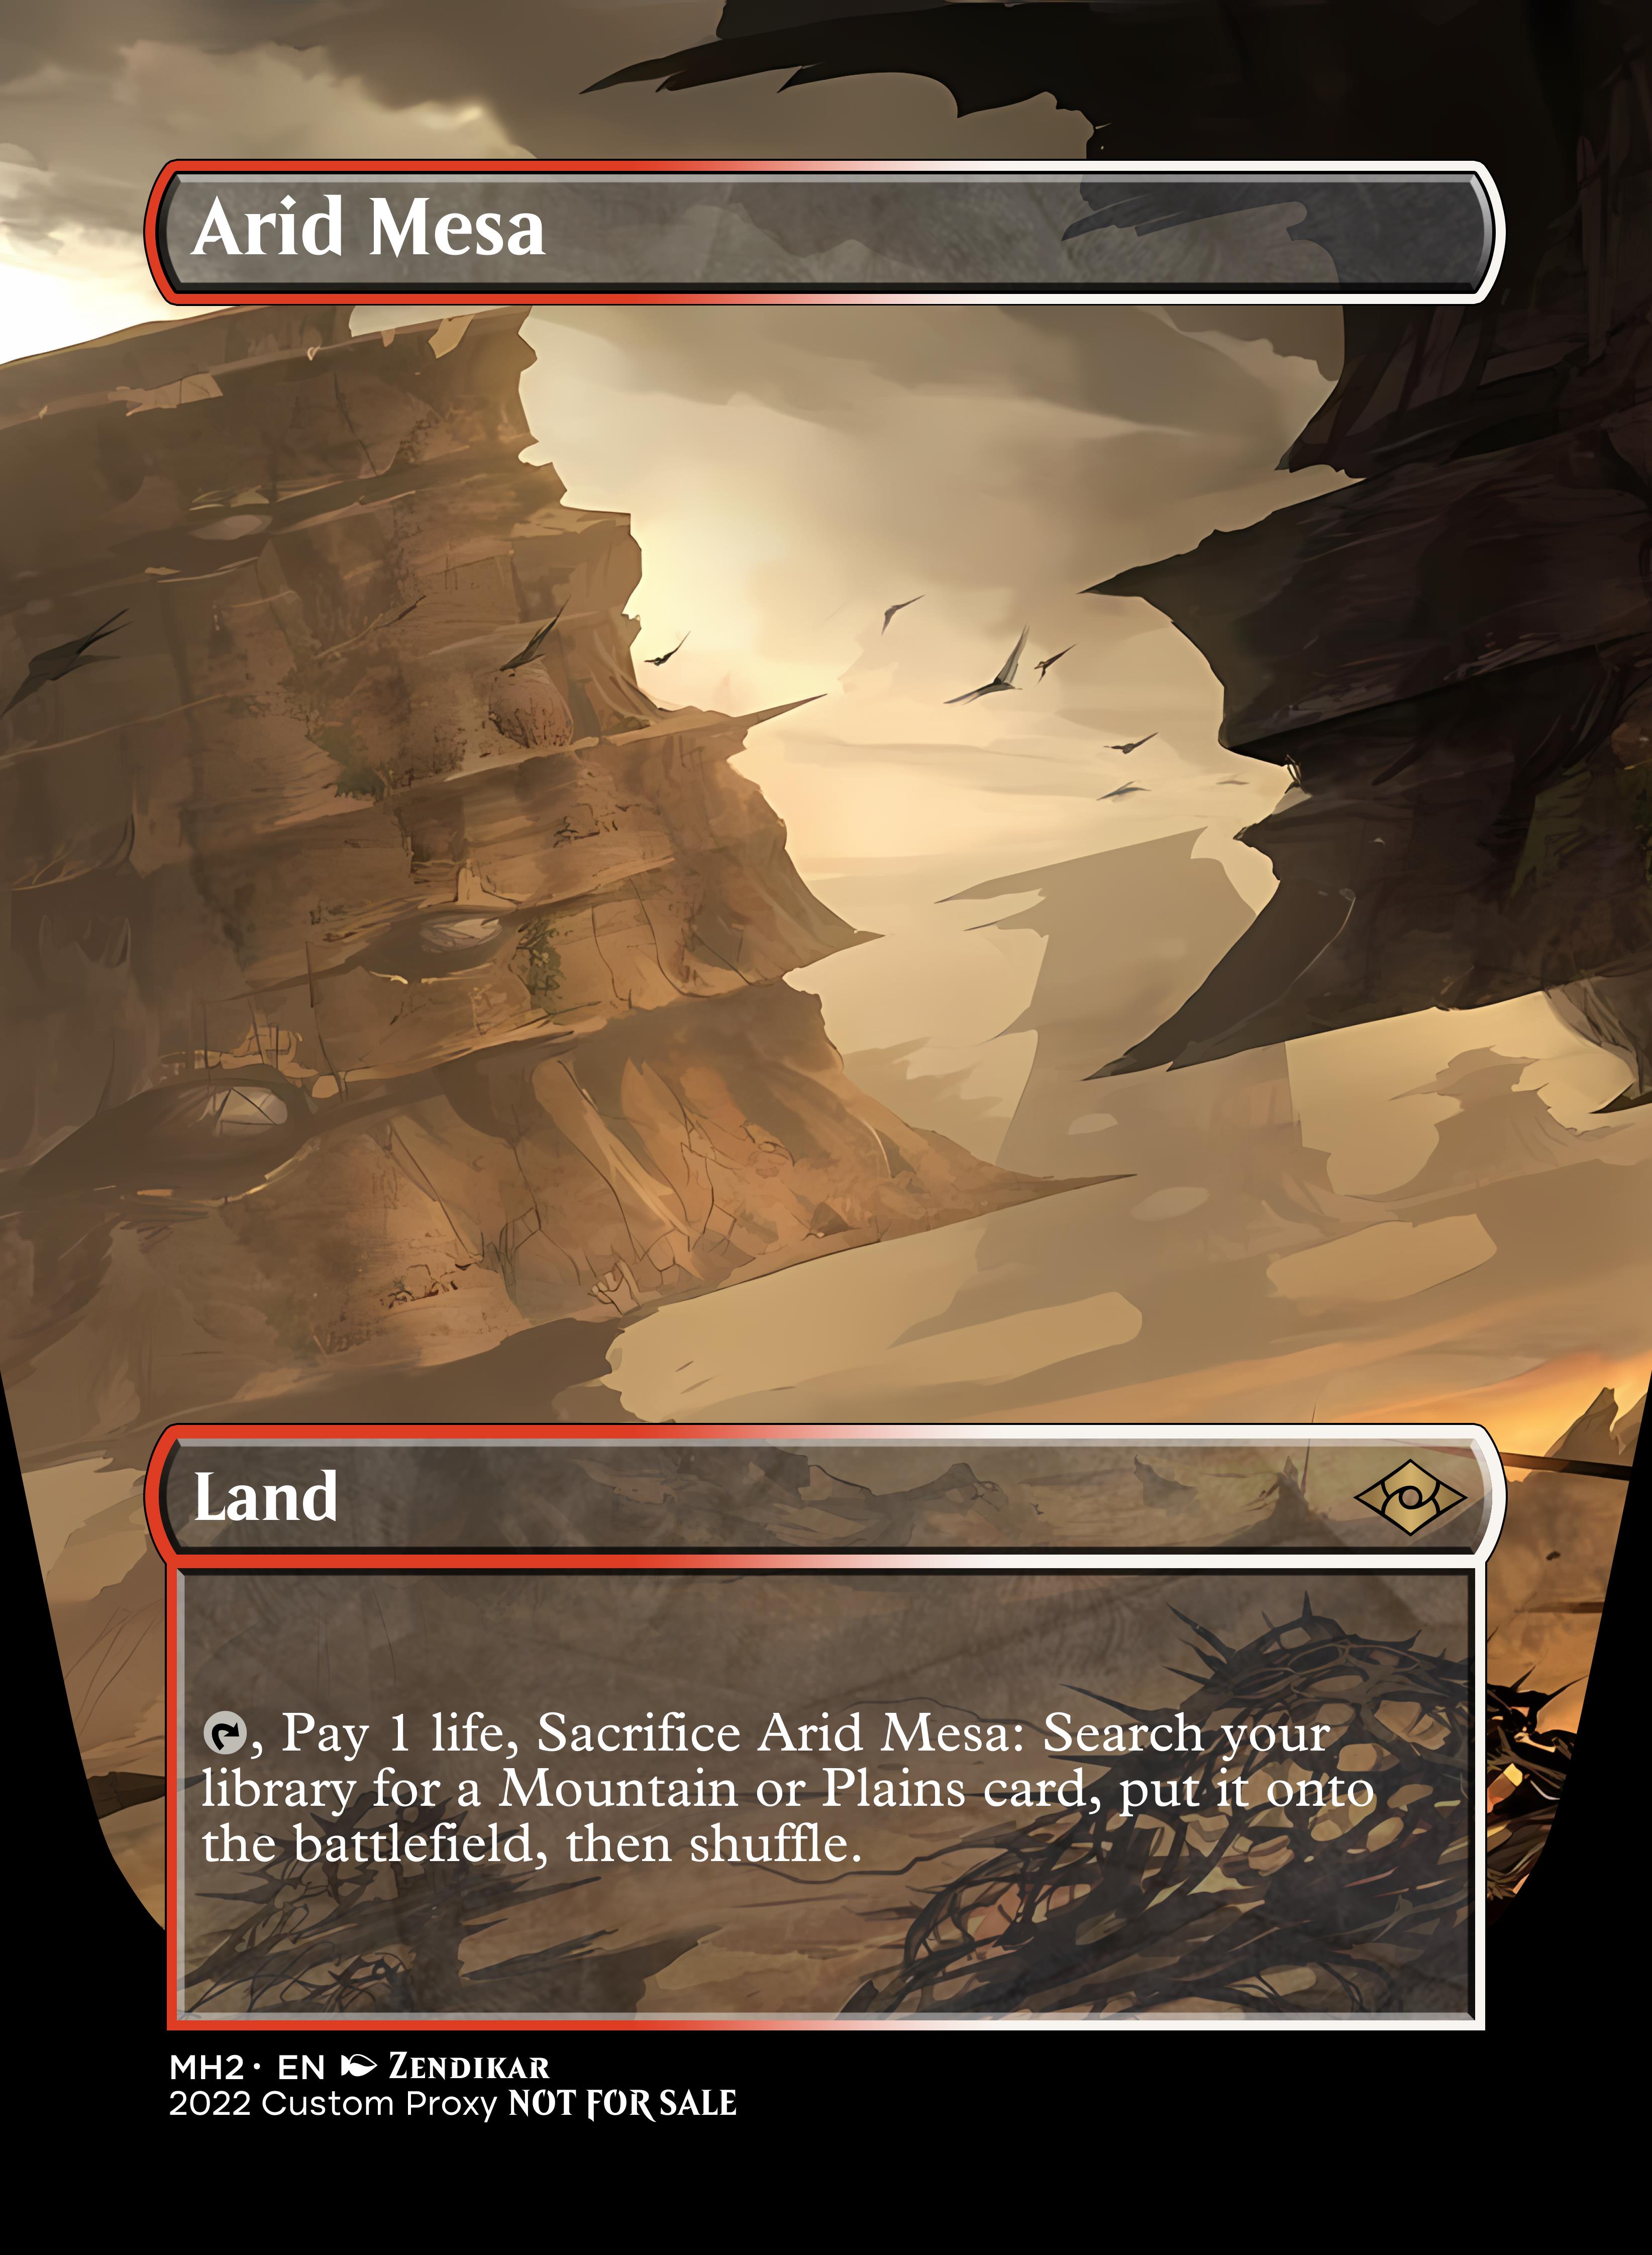 Arid Mesa
Land
, Pay 1 life, Sacrifice Arid Mesa: Search your
library for a Mountain or Plains card, put it onto
the battlefield, then shuffle.
MH2 · EN Zendikar
2022 Custom Proxy NOT FOR SALE